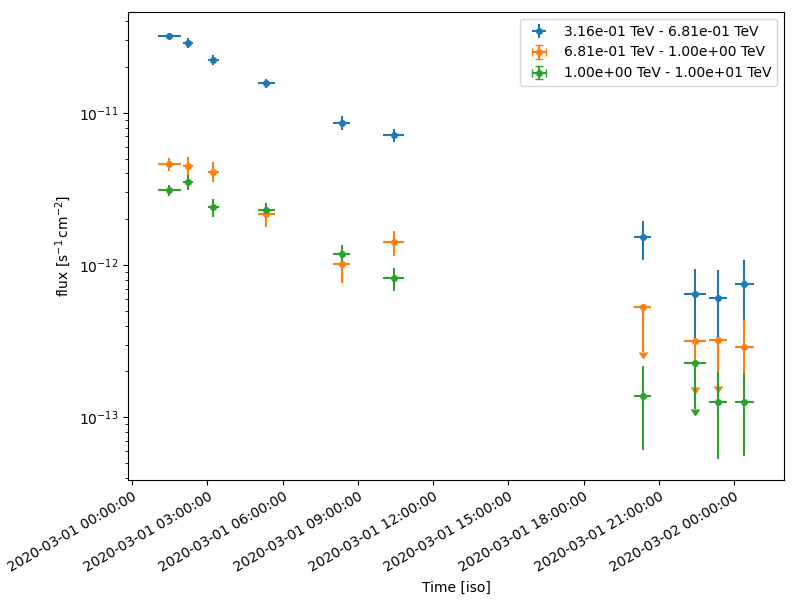 3.16e-01 TeV - 6.81e-01 TeV
6.81e-01 TeV - 1.00e+00 TeV
1.00e+00 TeV - 1.00e+01 TeV
10⁻¹¹
10⁻¹²
10⁻¹³
flux [s⁻¹ cm⁻²]
2020-03-01 00:00:00
2020-03-01 03:00:00
2020-03-01 06:00:00
2020-03-01 09:00:00
2020-03-01 12:00:00
2020-03-01 15:00:00
2020-03-01 18:00:00
2020-03-01 21:00:00
2020-03-02 00:00:00
Time [iso]